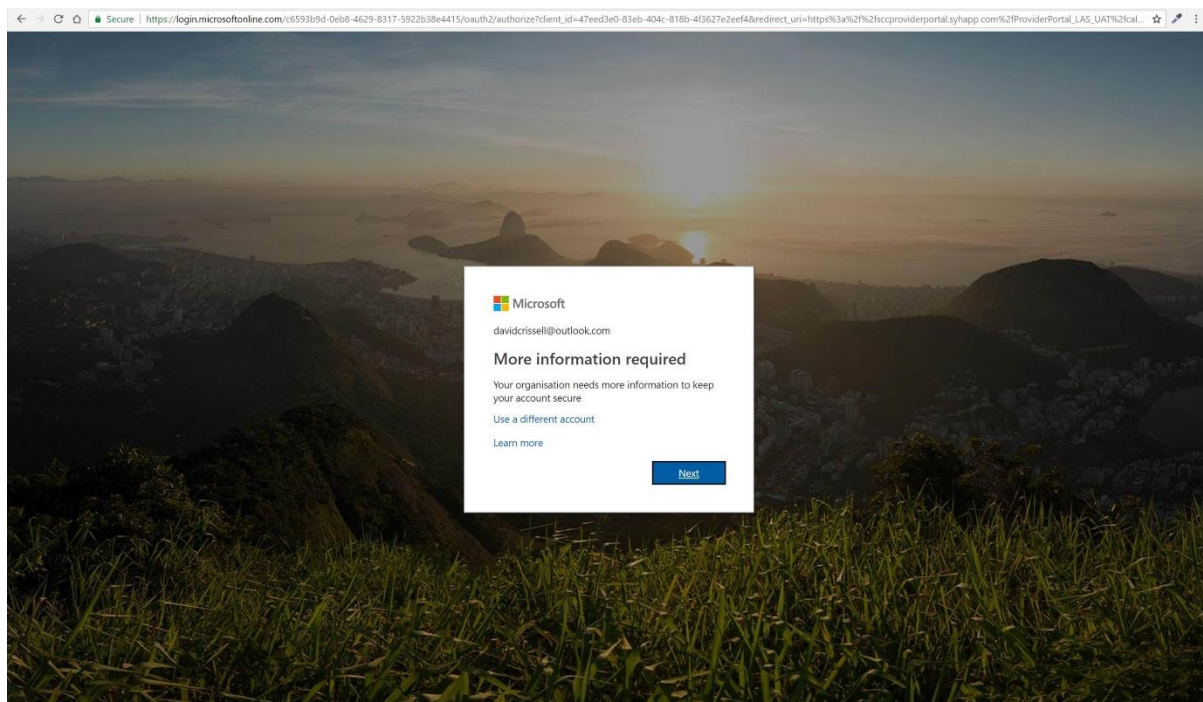 Secure | https://login.microsoftonline.com/c6593b9d-0eb8-4629-8317-5922b38e4415/oauth2/authorize?client_id=47eed3e0-83eb-404c-818b-4f3627e2eef4&redirect_uri=https%3a%2f%2fsccproviderportal.syhapp.com%2fProviderPortal_LAS_UAT%2fcal...
Microsoft
davidcrissell@outlook.com
More information required
Your organisation needs more information to keep
your account secure
Use a different account
Learn more
Next